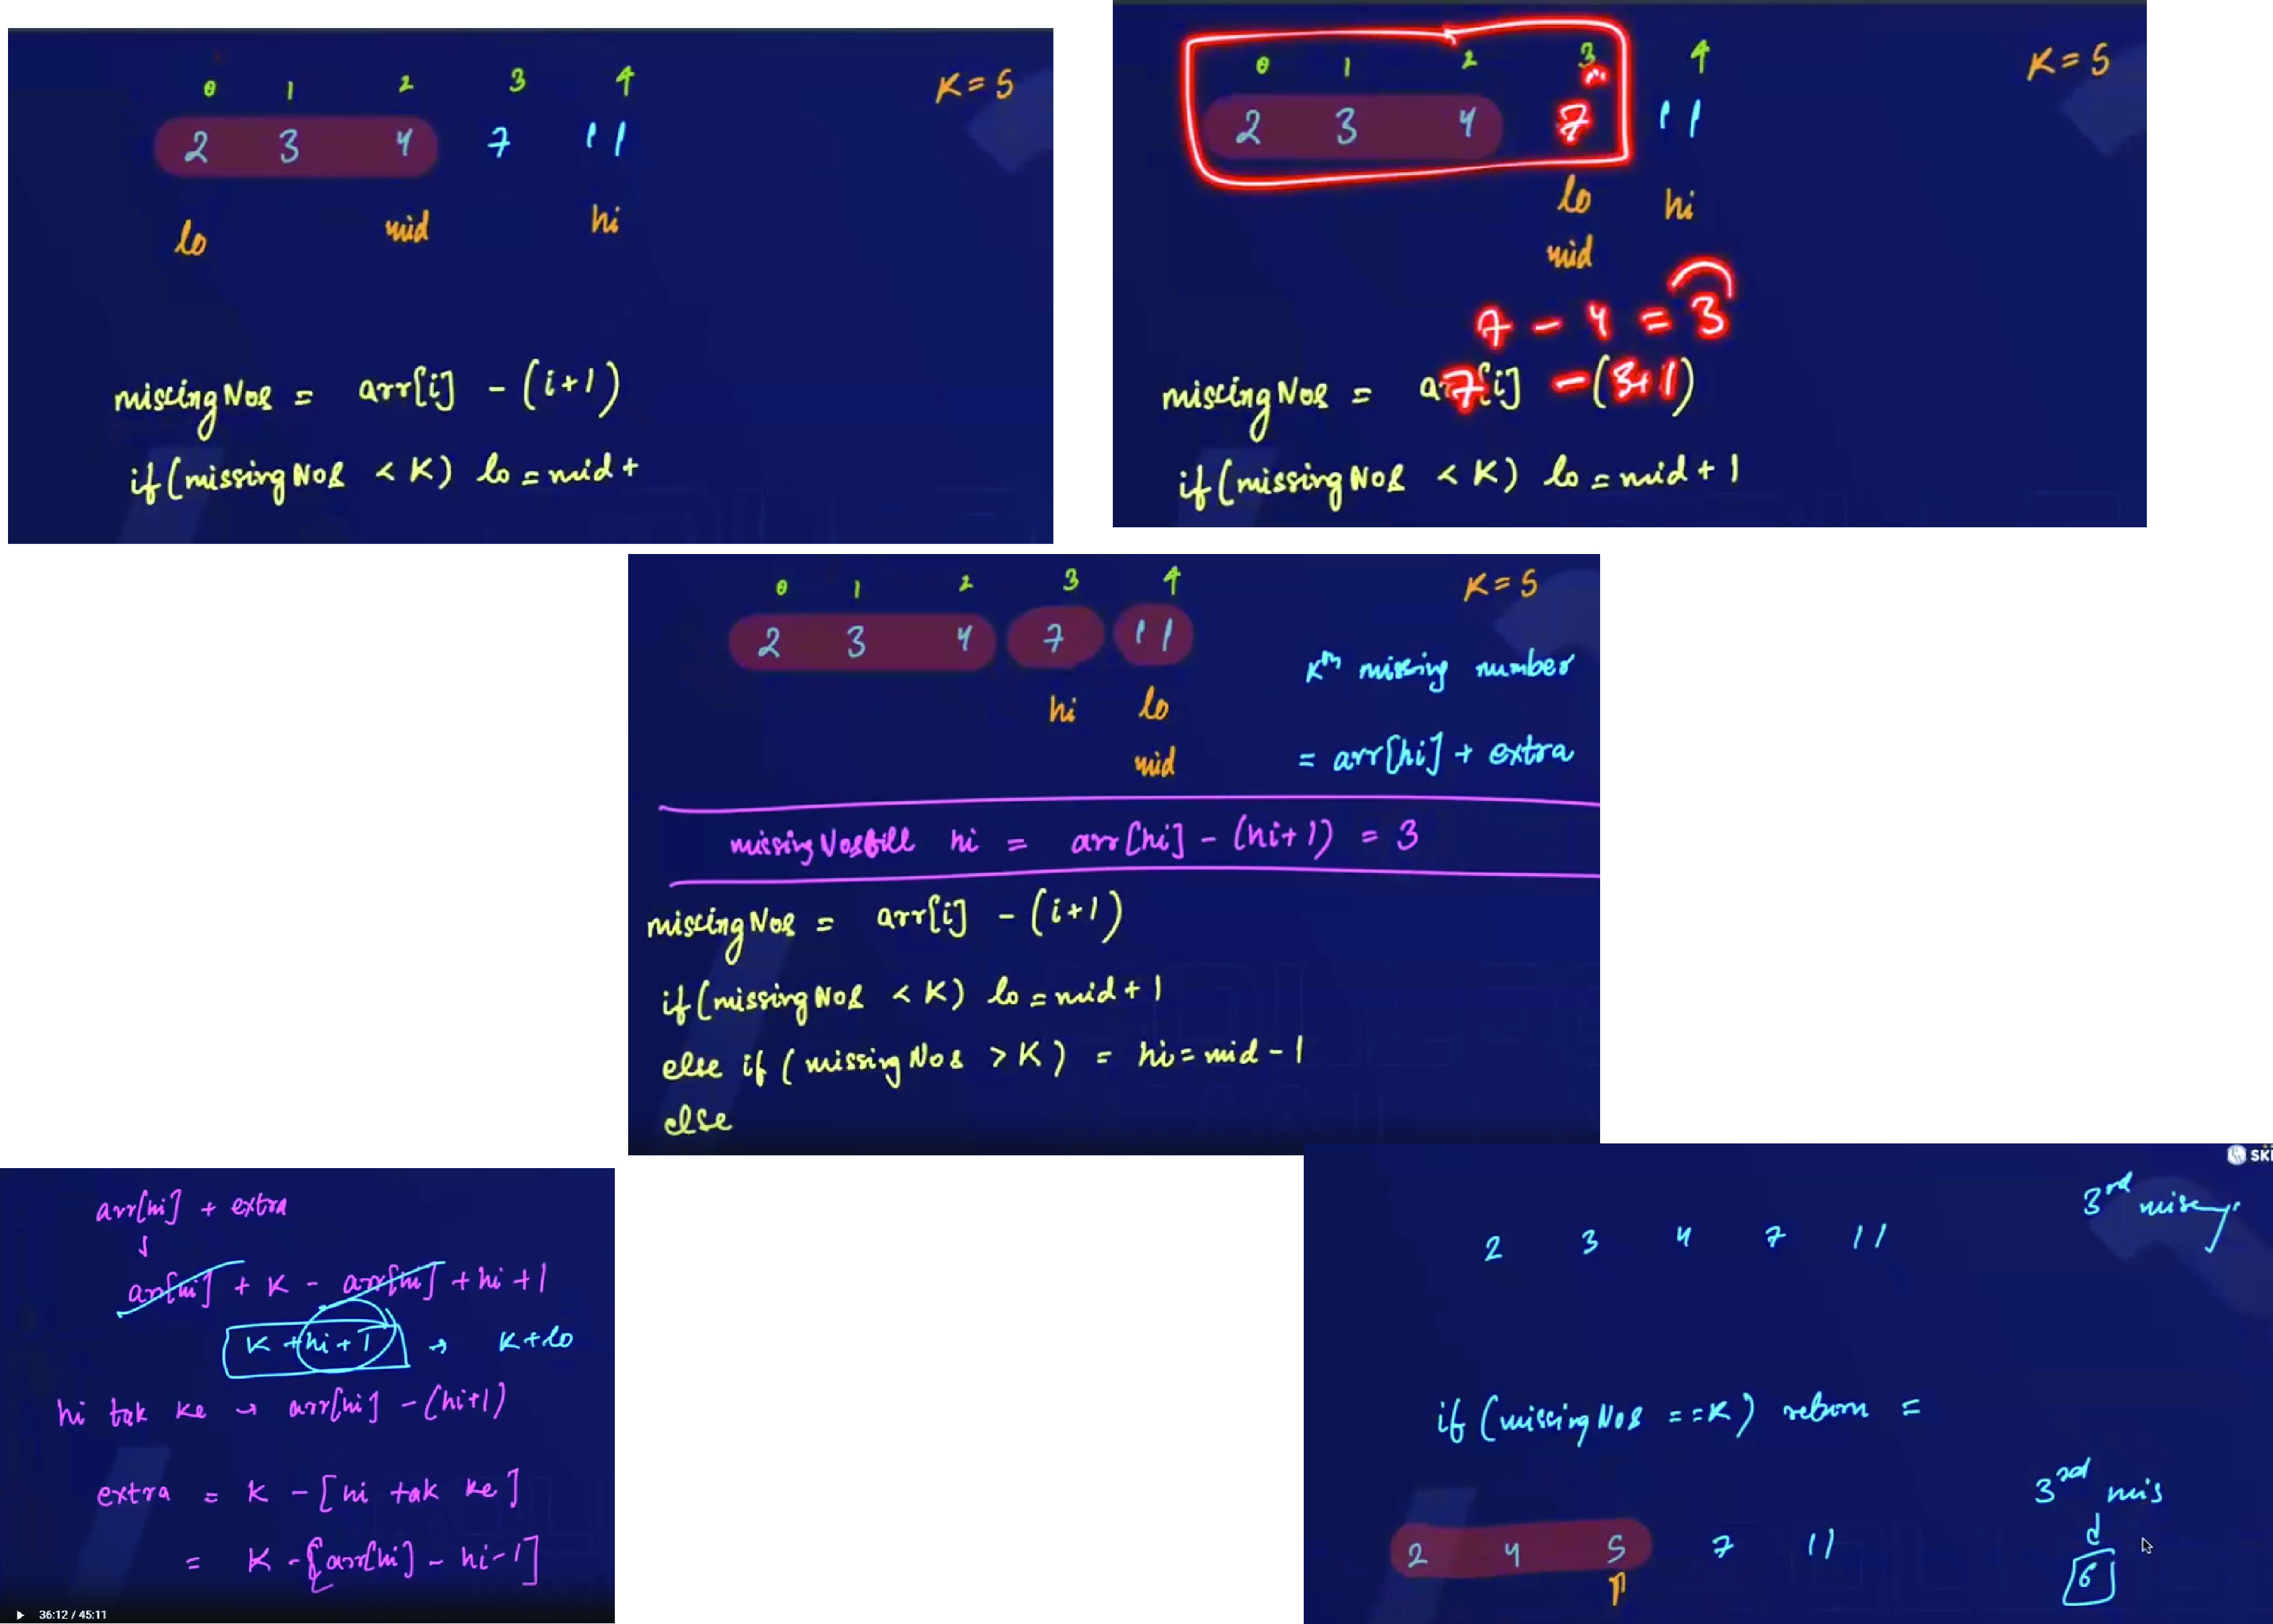 0 1 2 3 4 K = 5
2 3 4 7 11
lo mid hi
missingNos = arr[i] - (i+1)
if(missingNos < K) lo = mid +
0 1 2 3 4 K = 5
2 3 4 7 11
lo hi
mid
7 - 4 = 3
missingNos = 7 - (3+1)
if(missingNos < K) lo = mid + 1
0 1 2 3 4 K = 5
2 3 4 7 11
Kth missing number
hi lo
mid = arr[hi] + extra
missingNostill hi = arr[hi] - (hi+1) = 3
missingNos = arr[i] - (i+1)
if(missingNos < K) lo = mid + 1
else if (missingNos > K) = hi = mid - 1
else
arr[hi] + extra
arr[hi] + K - arr[hi] + hi + 1
K + hi + 1 → K + lo
hi tak ke → arr[hi] - (hi+1)
extra = K - [hi tak ke]
= K - [arr[hi] - hi - 1]
36:12 / 45:11
3rd
2 3 4 7 11
if (missingNos == K) return =
3rd mis
2 4 5 7 11
6